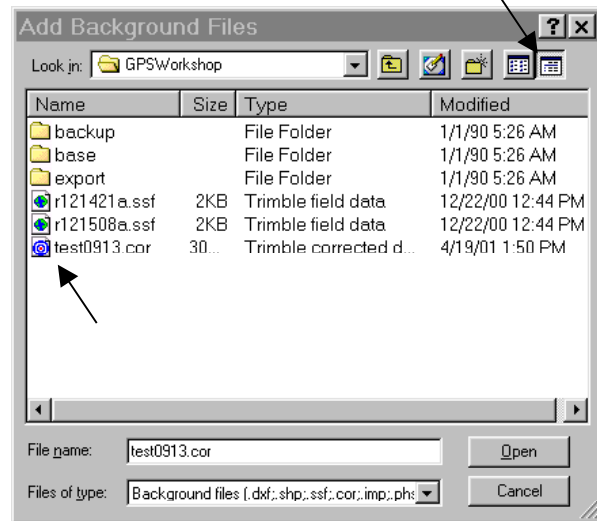 Add Background Files
Look in: GPSWorkshop
Name Size Type Modified
backup File Folder 1/1/90 5:26 AM
base File Folder 1/1/90 5:26 AM
export File Folder 1/1/90 5:26 AM
r121421a.ssf 2KB Trimble field data 12/22/00 12:44 PM
r121508a.ssf 2KB Trimble field data 12/22/00 12:44 PM
test0913.cor 30... Trimble corrected d... 4/19/01 1:50 PM
File name: test0913.cor Open
Files of type: Background files (.dxf;.shp;.ssf;.cor;.imp;.phs Cancel